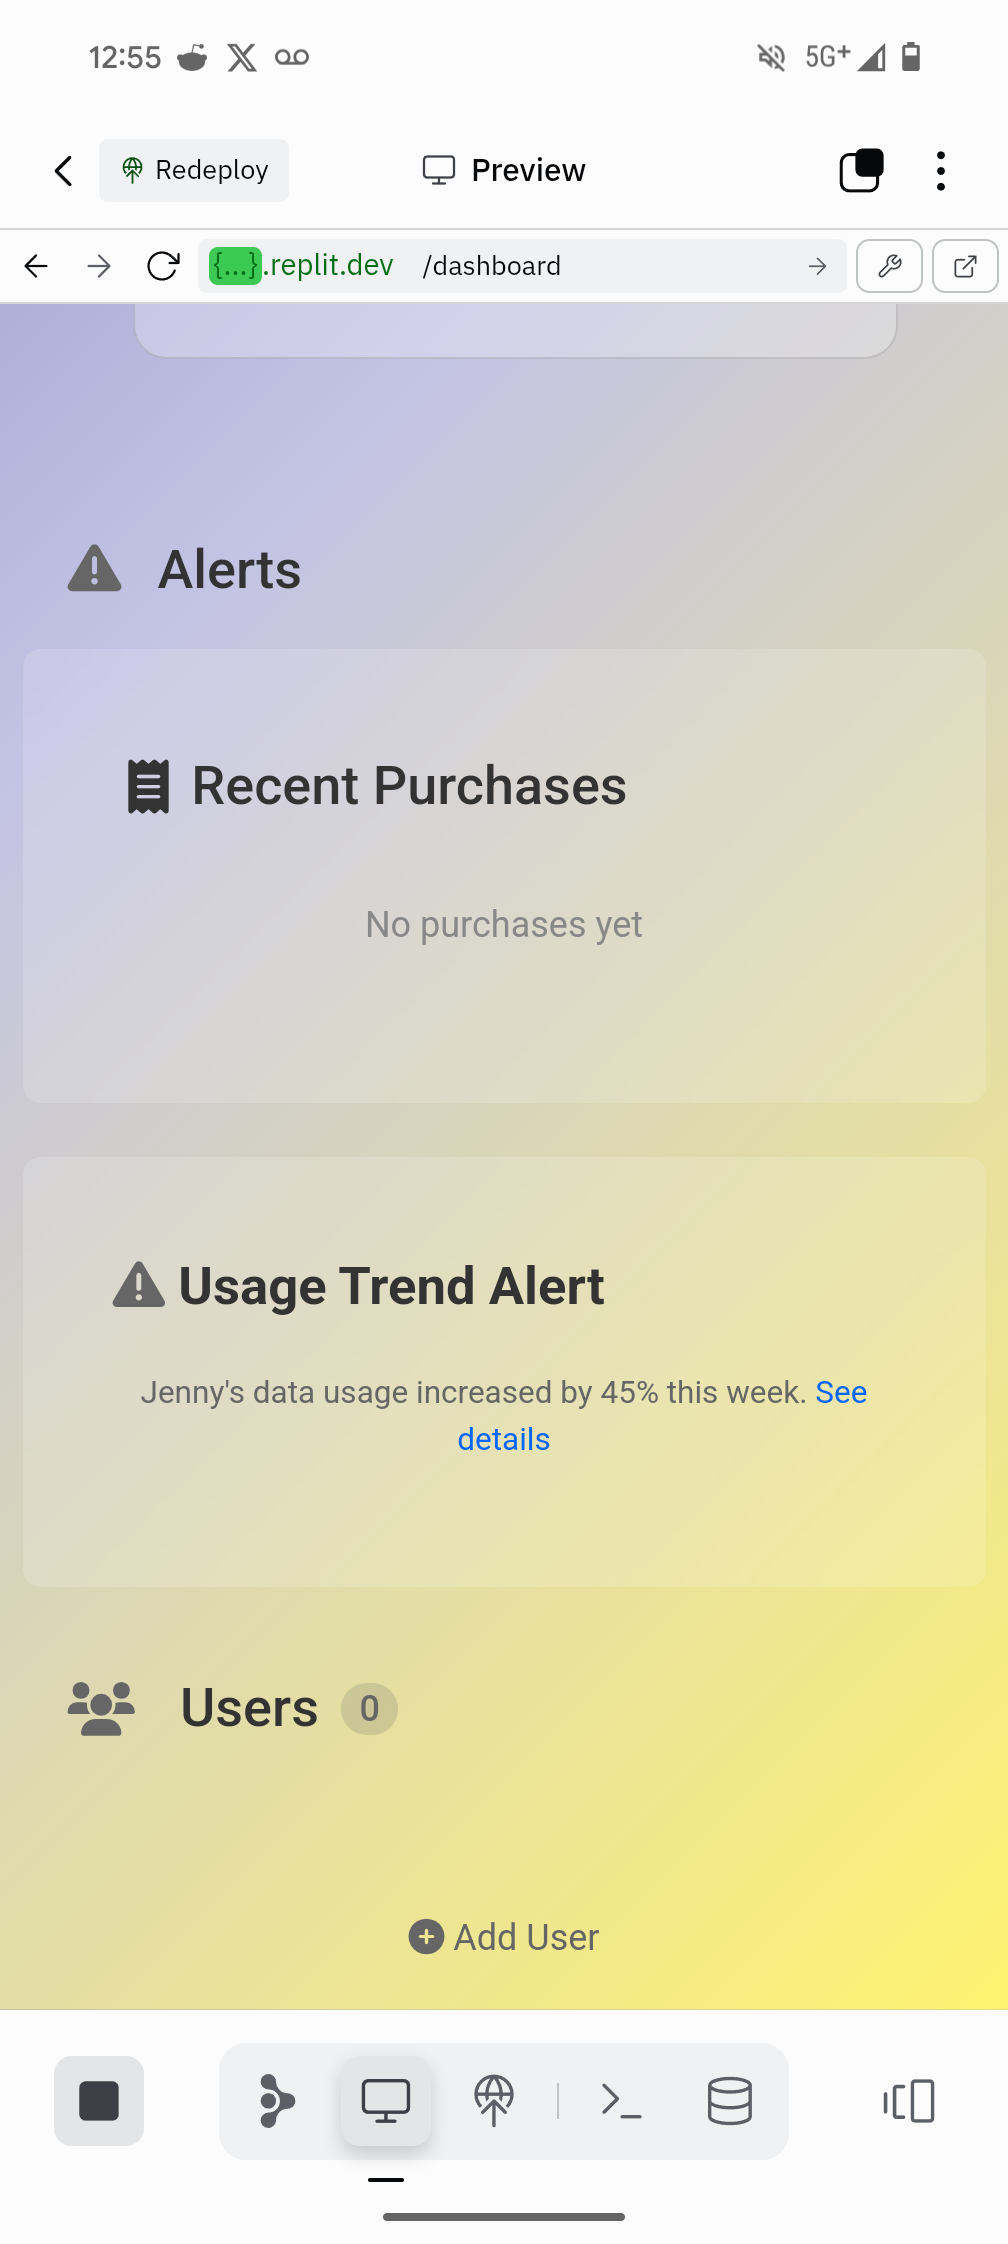 12:55 5G+
Redeploy Preview
{...}.replit.dev /dashboard
Alerts
Recent Purchases
No purchases yet
Usage Trend Alert
Jenny's data usage increased by 45% this week. See
details
Users 0
Add User